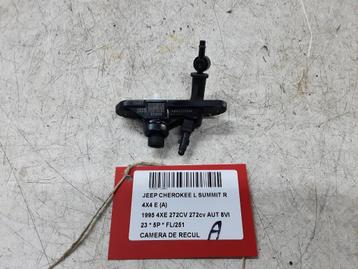 JEEP CHEROKEE L SUMMIT R
4X4 E (A)
1995 4XE 272CV 272cv AUT 8VI
23 * 5P * FL/251
CAMERA DE RECUL
A